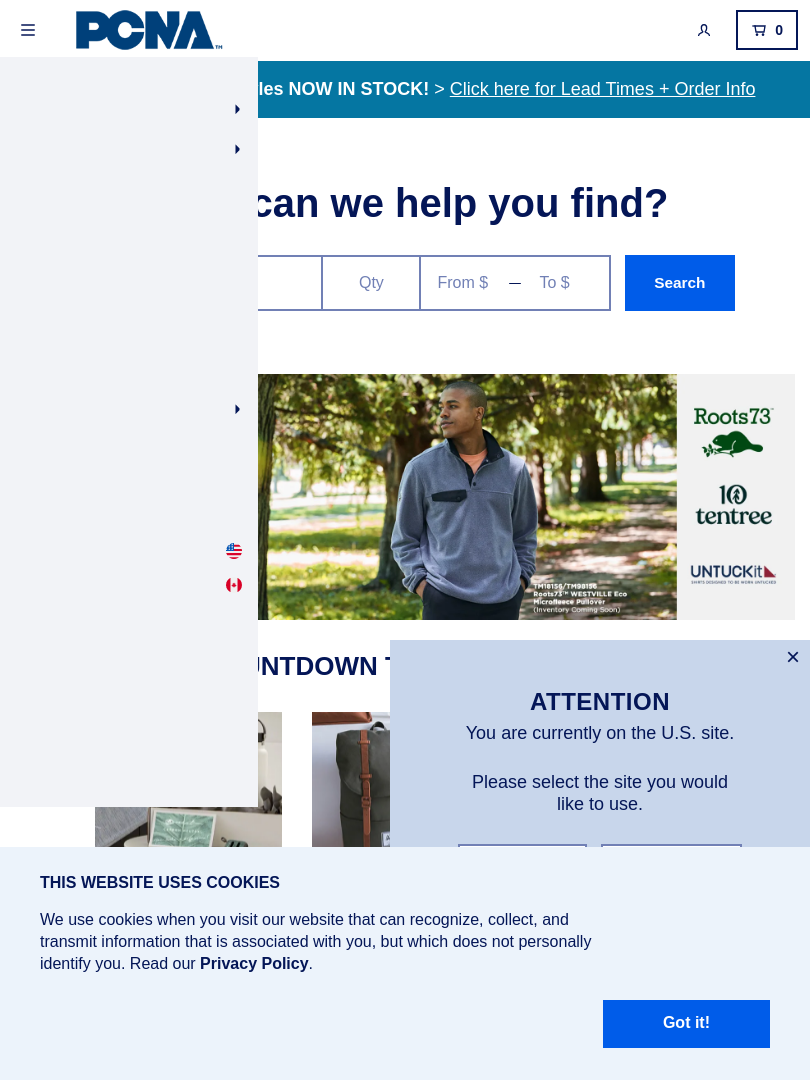 PCNA™
0
les NOW IN STOCK! > Click here for Lead Times + Order Info
can we help you find?
Qty
From $ — To $
Search
Roots73™
tentree
UNTUCKit
SHIRTS DESIGNED TO BE WORN UNTUCKED
TM18156/TM98156
Roots73™ WESTVILLE Eco
Microfleece Pullover
(Inventory Coming Soon)
UNTDOWN T
ATTENTION
You are currently on the U.S. site.
Please select the site you would
like to use.
THIS WEBSITE USES COOKIES
We use cookies when you visit our website that can recognize, collect, and
transmit information that is associated with you, but which does not personally
identify you. Read our Privacy Policy.
Got it!